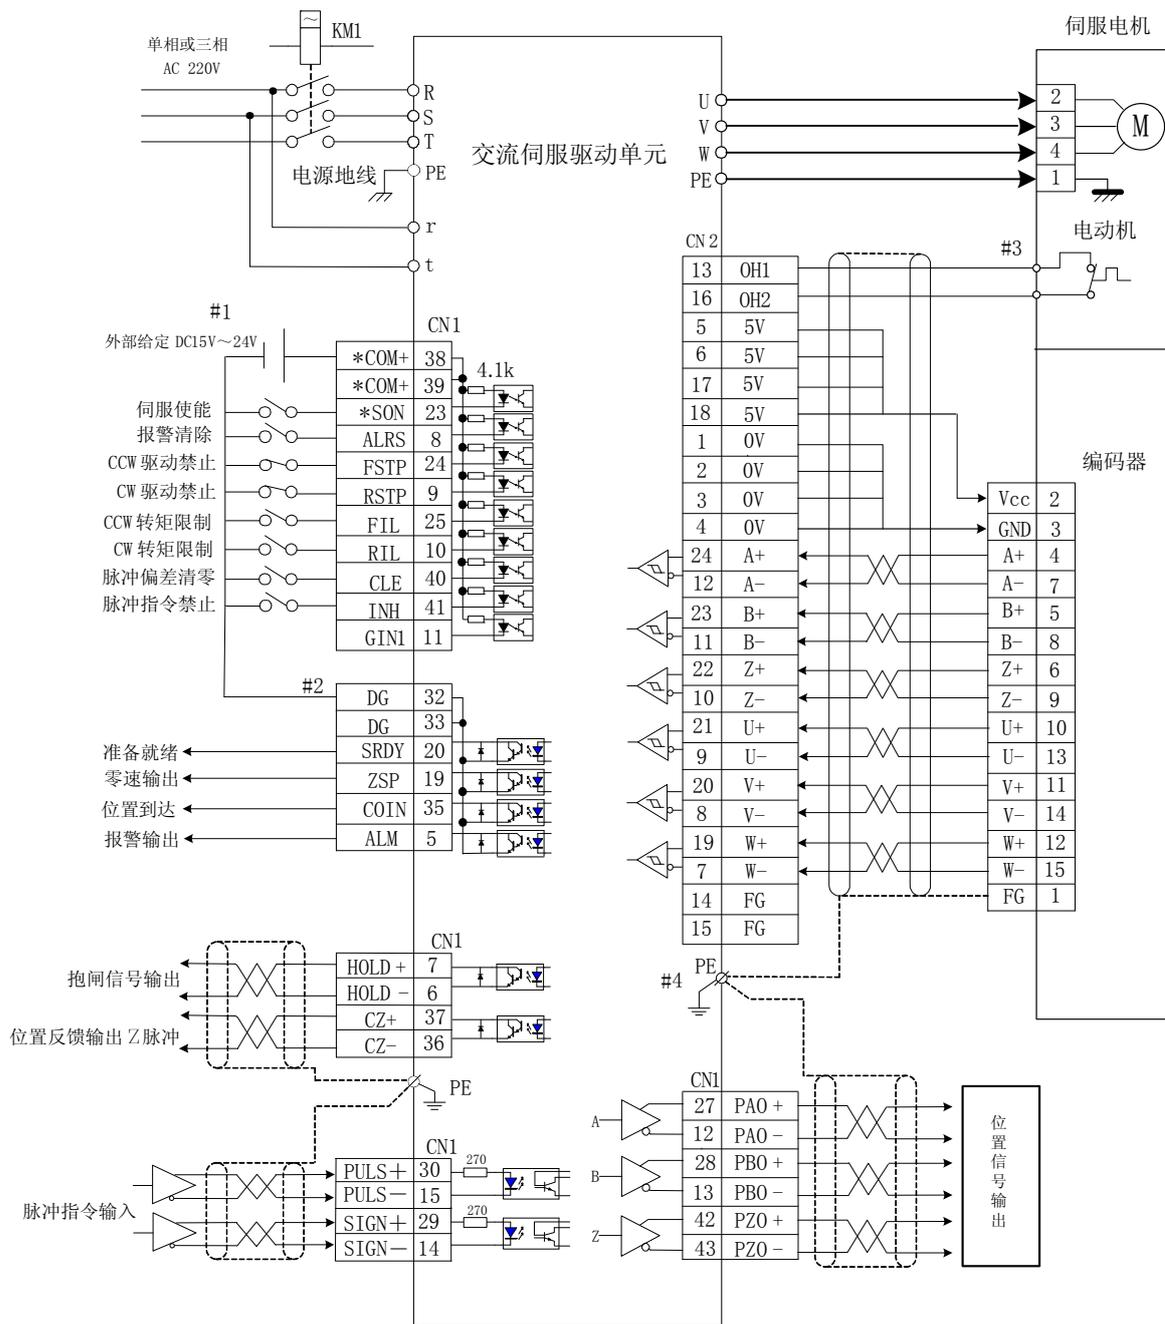 KM1
伺服电机
单相或三相
AC 220V
R
S
T
PE
电源地线
r
t
交流伺服驱动单元
U
V
W
PE
2
3
4
1
M
电动机
#3
CN2
13 OH1
16 OH2
5 5V
6 5V
17 5V
18 5V
1 0V
2 0V
3 0V
4 0V
24 A+
12 A-
23 B+
11 B-
22 Z+
10 Z-
21 U+
9 U-
20 V+
8 V-
19 W+
7 W-
14 FG
15 FG
编码器
Vcc 2
GND 3
A+ 4
A- 7
B+ 5
B- 8
Z+ 6
Z- 9
U+ 10
U- 13
V+ 11
V- 14
W+ 12
W- 15
FG 1
#1
外部给定 DC15V～24V
CN1
4.1k
*COM+ 38
*COM+ 39
伺服使能 *SON 23
报警清除 ALRS 8
CCW 驱动禁止 FSTP 24
CW 驱动禁止 RSTP 9
CCW 转矩限制 FIL 25
CW 转矩限制 RIL 10
脉冲偏差清零 CLE 40
脉冲指令禁止 INH 41
GIN1 11
#2
DG 32
DG 33
准备就绪 SRDY 20
零速输出 ZSP 19
位置到达 COIN 35
报警输出 ALM 5
CN1
抱闸信号输出
HOLD + 7
HOLD - 6
位置反馈输出 Z 脉冲
CZ+ 37
CZ- 36
PE
#4
PE
CN1
脉冲指令输入
PULS＋ 30
PULS－ 15
SIGN＋ 29
SIGN－ 14
270
270
CN1
A
27 PAO +
12 PAO -
B
28 PBO +
13 PBO -
Z
42 PZO +
43 PZO -
位置信号输出